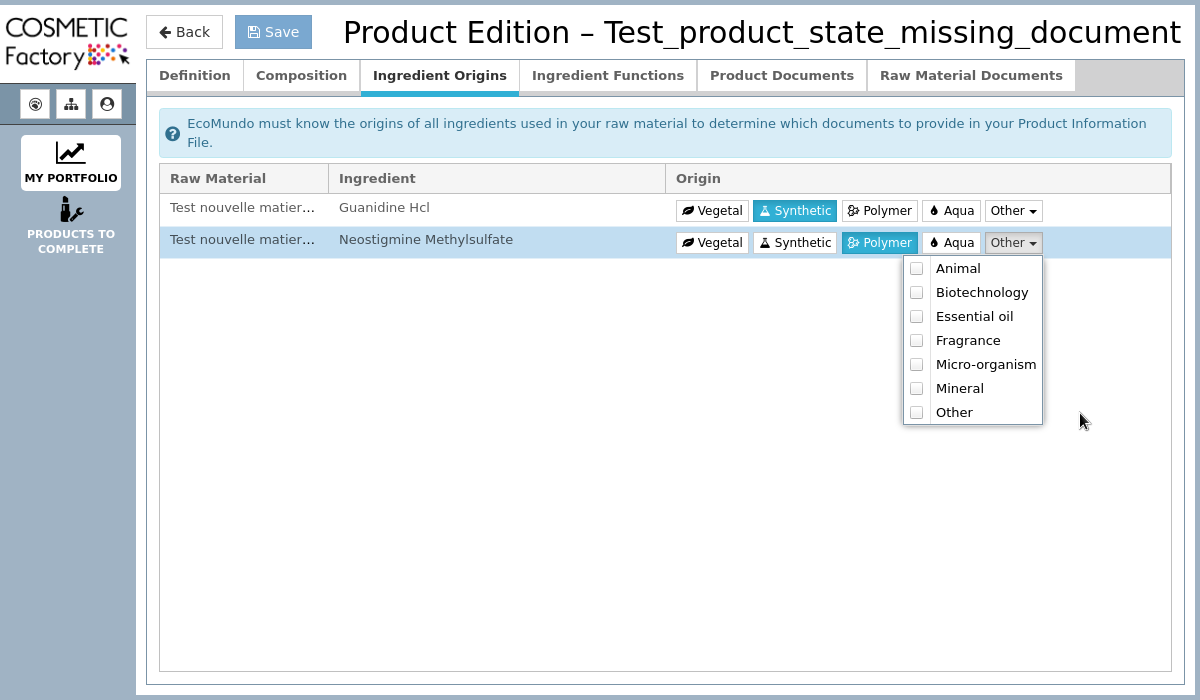 COSMETIC
Factory
Back
Save
Product Edition – Test_product_state_missing_document
Definition
Composition
Ingredient Origins
Ingredient Functions
Product Documents
Raw Material Documents
MY PORTFOLIO
PRODUCTS TO
COMPLETE
EcoMundo must know the origins of all ingredients used in your raw material to determine which documents to provide in your Product Information
File.
Raw Material Ingredient Origin
Test nouvelle matier... Guanidine Hcl Vegetal Synthetic Polymer Aqua Other
Test nouvelle matier... Neostigmine Methylsulfate Vegetal Synthetic Polymer Aqua Other
Animal
Biotechnology
Essential oil
Fragrance
Micro-organism
Mineral
Other